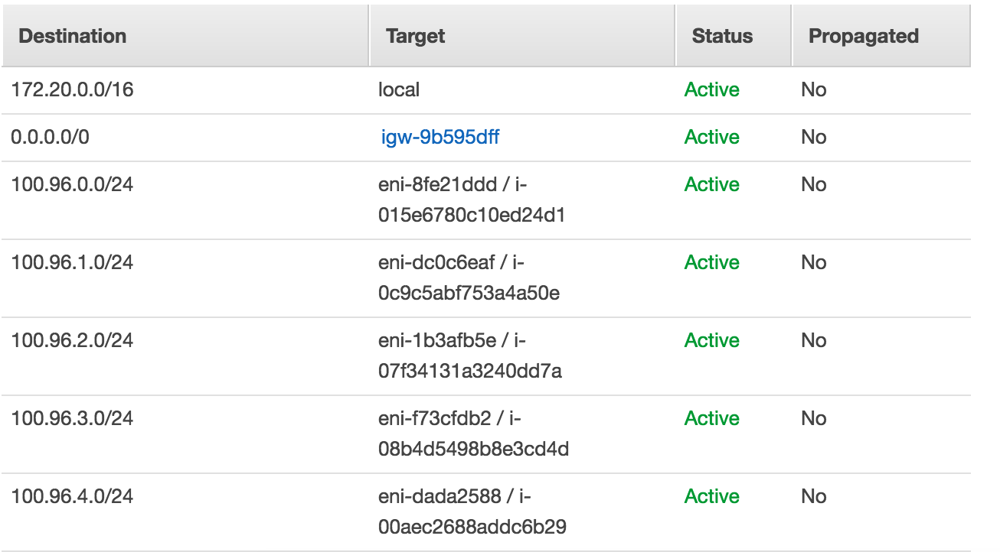 Destination Target Status Propagated
172.20.0.0/16 local Active No
0.0.0.0/0 igw-9b595dff Active No
100.96.0.0/24 eni-8fe21ddd / i- Active No
015e6780c10ed24d1
100.96.1.0/24 eni-dc0c6eaf / i- Active No
0c9c5abf753a4a50e
100.96.2.0/24 eni-1b3afb5e / i- Active No
07f34131a3240dd7a
100.96.3.0/24 eni-f73cfdb2 / i- Active No
08b4d5498b8e3cd4d
100.96.4.0/24 eni-dada2588 / i- Active No
00aec2688addc6b29